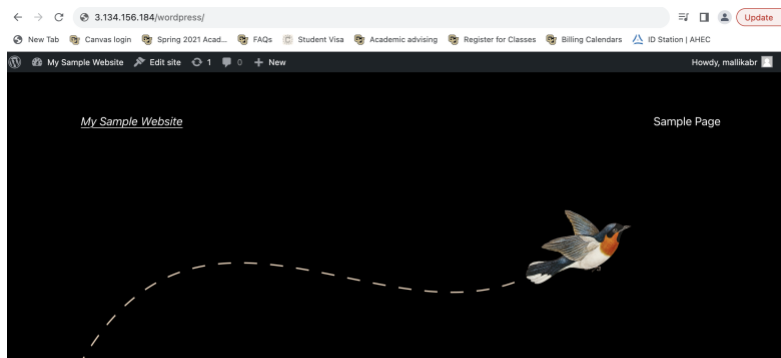 3.134.156.184/wordpress/
Update
New Tab Canvas login Spring 2021 Acad... FAQs Student Visa Academic advising Register for Classes Billing Calendars ID Station | AHEC
My Sample Website Edit site 1 0 New Howdy, mallikabr
My Sample Website Sample Page